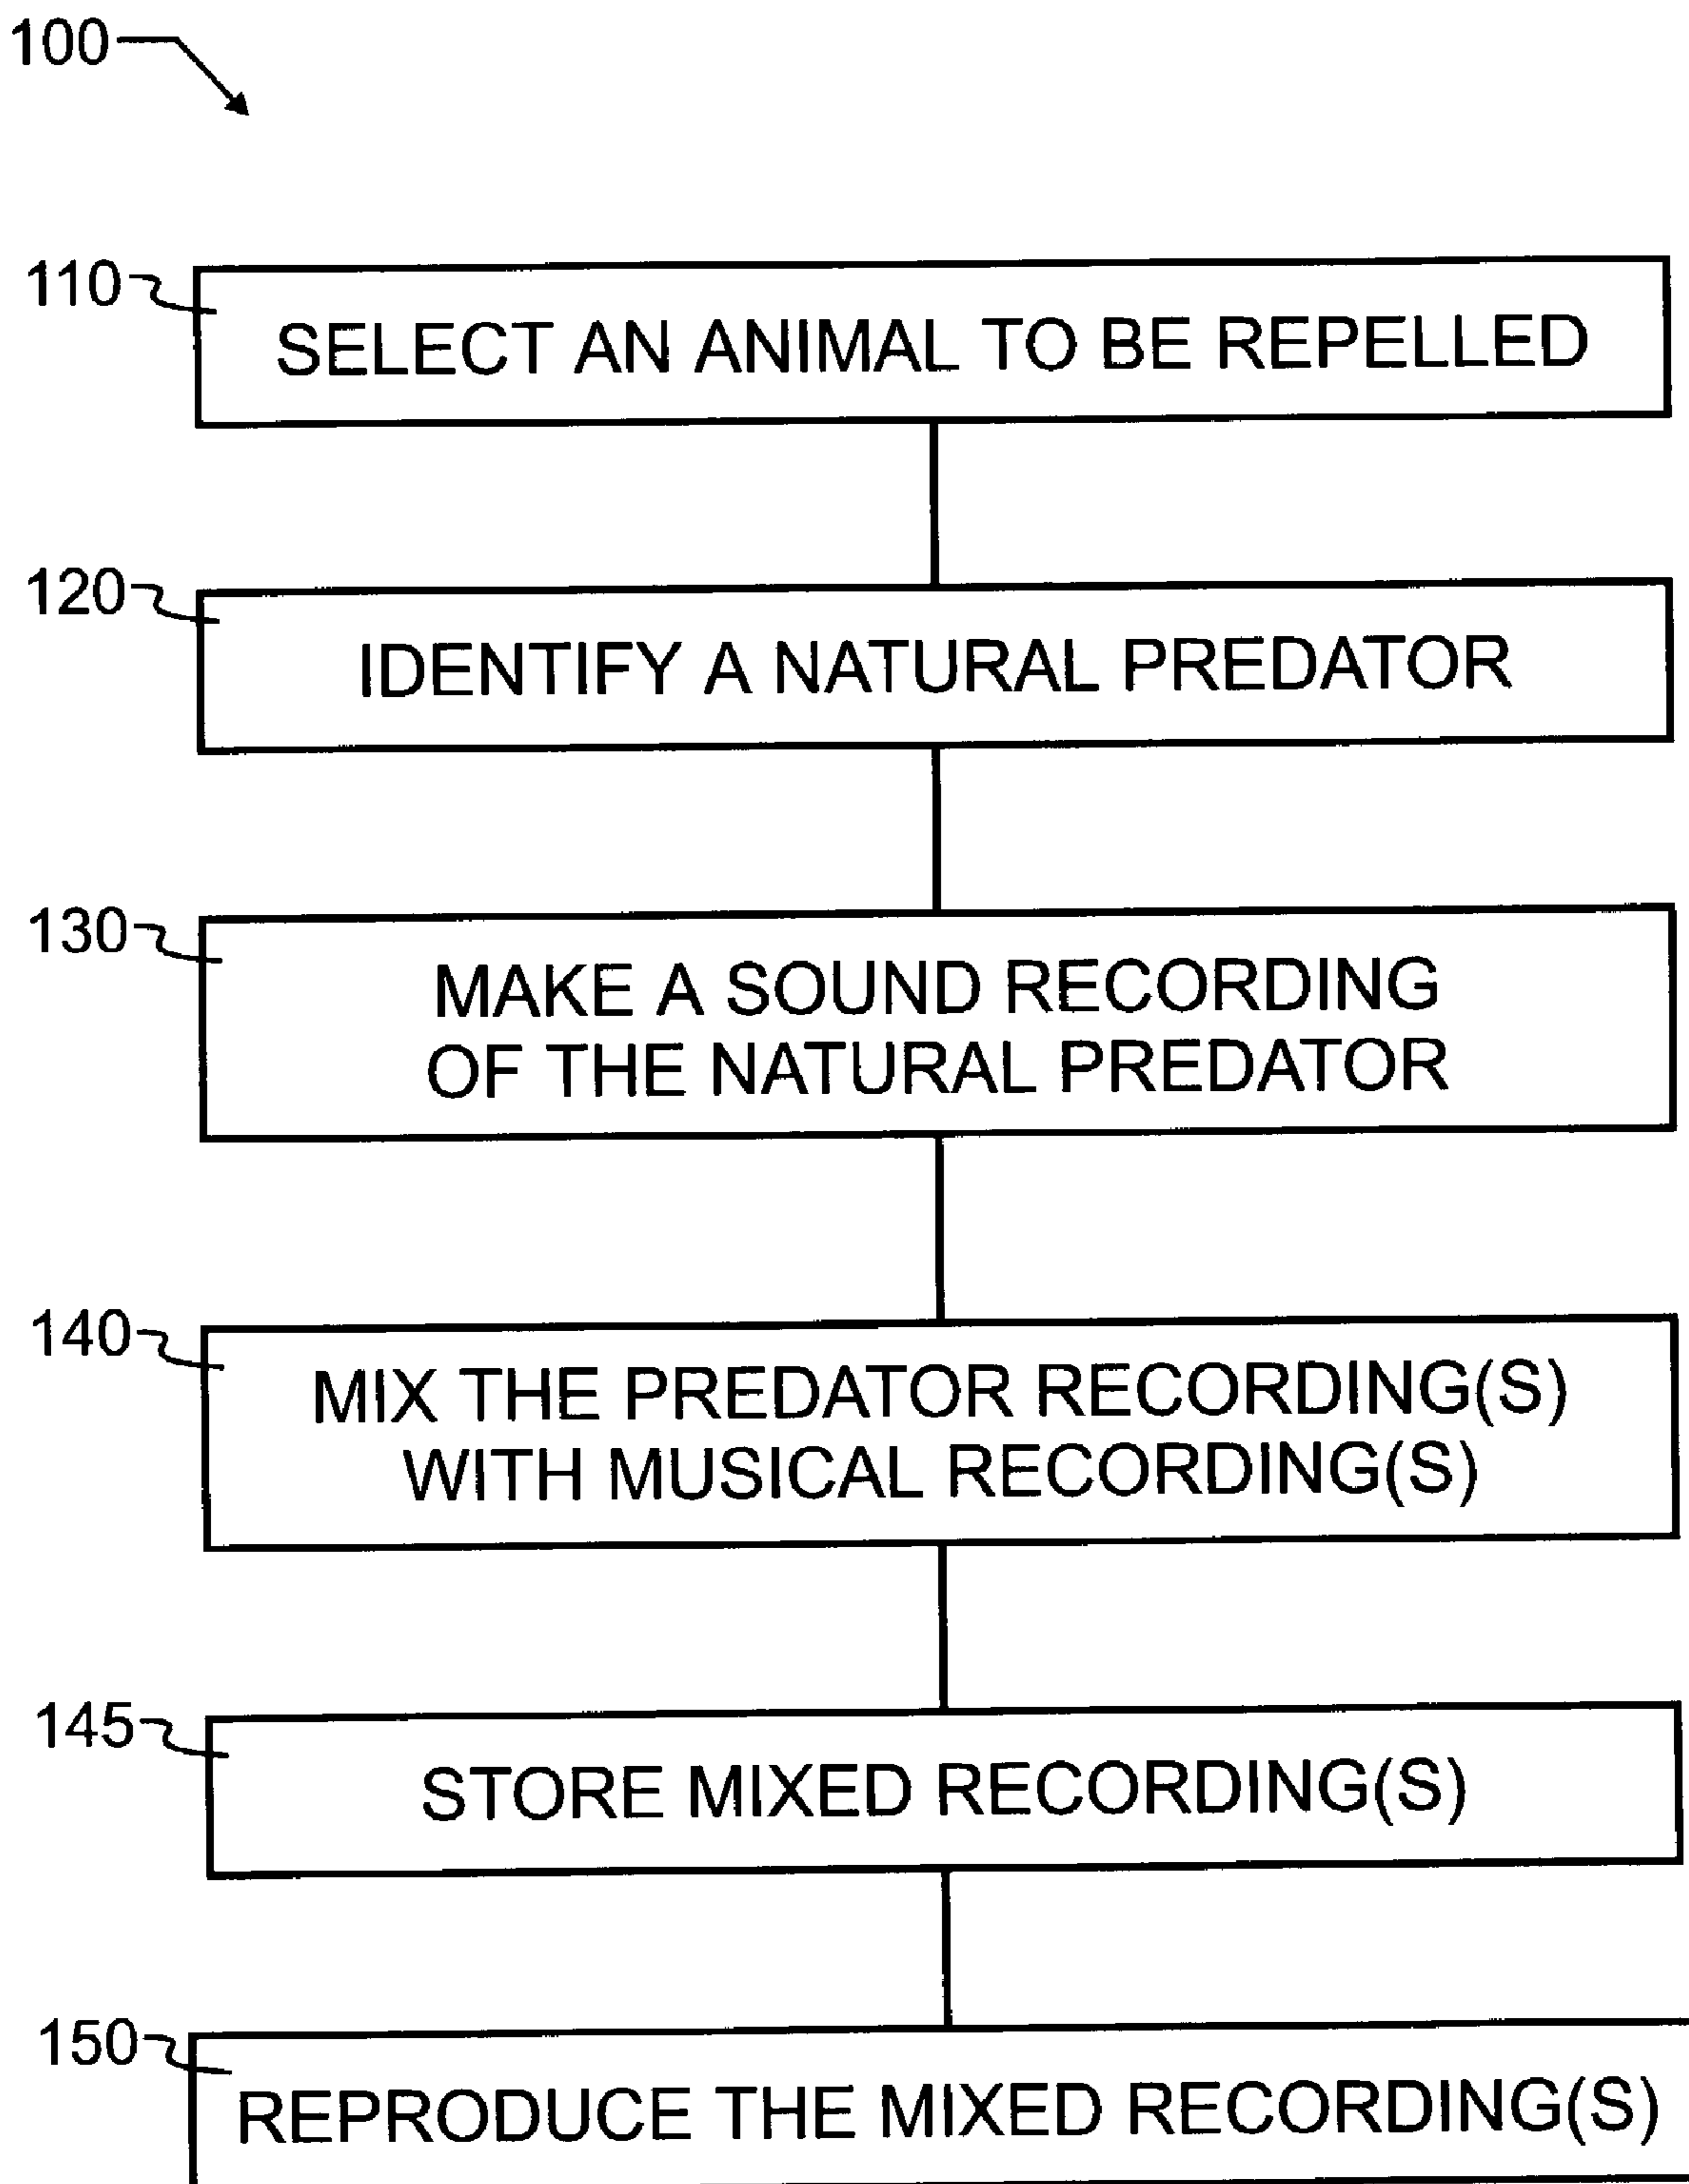 100
110
SELECT AN ANIMAL TO BE REPELLED
120
IDENTIFY A NATURAL PREDATOR
130
MAKE A SOUND RECORDING
OF THE NATURAL PREDATOR
140
MIX THE PREDATOR RECORDING(S)
WITH MUSICAL RECORDING(S)
145
STORE MIXED RECORDING(S)
150
REPRODUCE THE MIXED RECORDING(S)